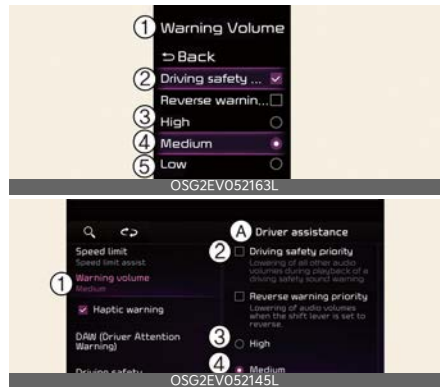 ① Warning Volume
Back
② Driving safety ...
Reverse warnin...
③ High
④ Medium
⑤ Low
OSG2EV052163L
Ⓐ Driver assistance
Speed limit
Speed limit assist
① Warning volume
Medium
Haptic warning
DAW (Driver Attention
Warning)
Driving safety
② Driving safety priority
Lowering of all other audio
volumes during playback of a
driving safety sound warning.
Reverse warning priority
Lowering of audio volumes
when the shift lever is set to
reverse.
③ High
④ Medium
OSG2EV052145L